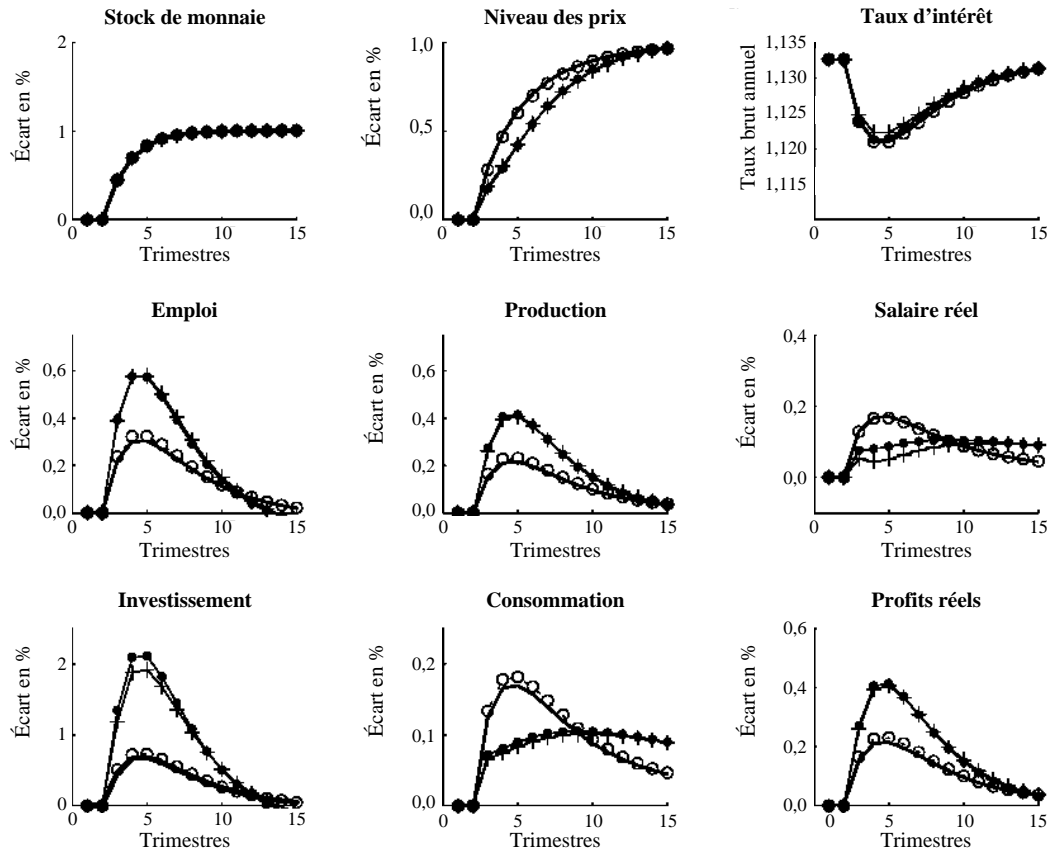 Stock de monnaie
Écart en %
2
1
0
0
5
10
15
Trimestres
Niveau des prix
Écart en %
1.0
0.5
0,0
0
5
10
15
Trimestres
Taux d'intérêt
Taux brut annuel
1,135
1,130
1,125
1,120
1,115
0
5
10
15
Trimestres
Emploi
Écart en %
0,6
0,4
0,2
0,0
0
5
10
15
Trimestres
Production
Écart en %
0,6
0,4
0,2
0,0
0
5
10
15
Trimestres
Salaire réel
Écart en %
0,4
0,2
0,0
0
5
10
15
Trimestres
Investissement
Écart en %
2
1
0
0
5
10
15
Trimestres
Consommation
Écart en %
0,2
0,1
0,0
0
5
10
15
Trimestres
Profits réels
Écart en %
0,6
0,4
0,2
0,0
0
5
10
15
Trimestres